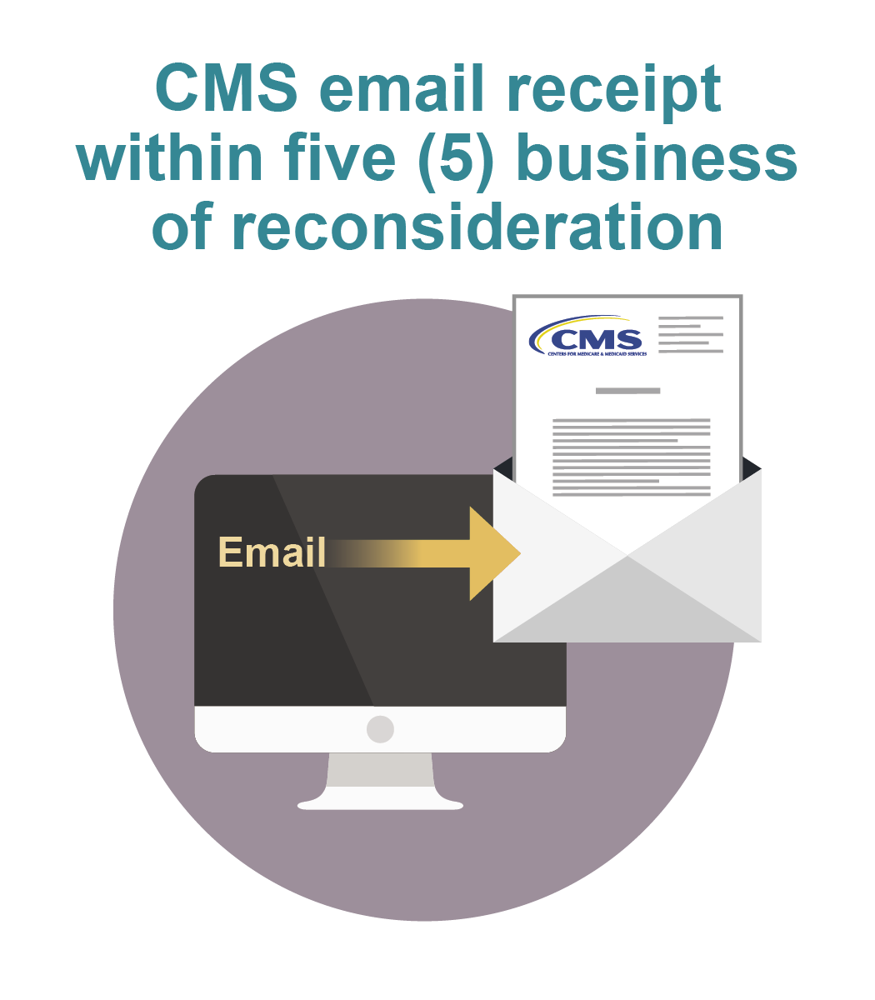 CMS email receipt
within five (5) business
of reconsideration
CMS
CENTERS FOR MEDICARE & MEDICAID SERVICES
Email